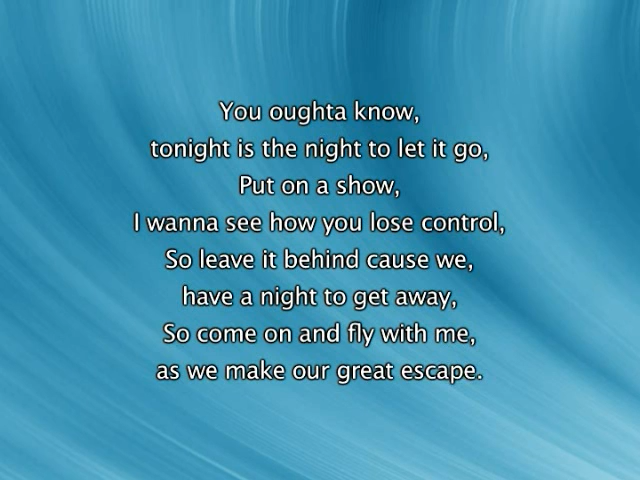 You oughta know,
tonight is the night to let it go,
Put on a show,
I wanna see how you lose control,
So leave it behind cause we,
have a night to get away,
So come on and fly with me,
as we make our great escape.